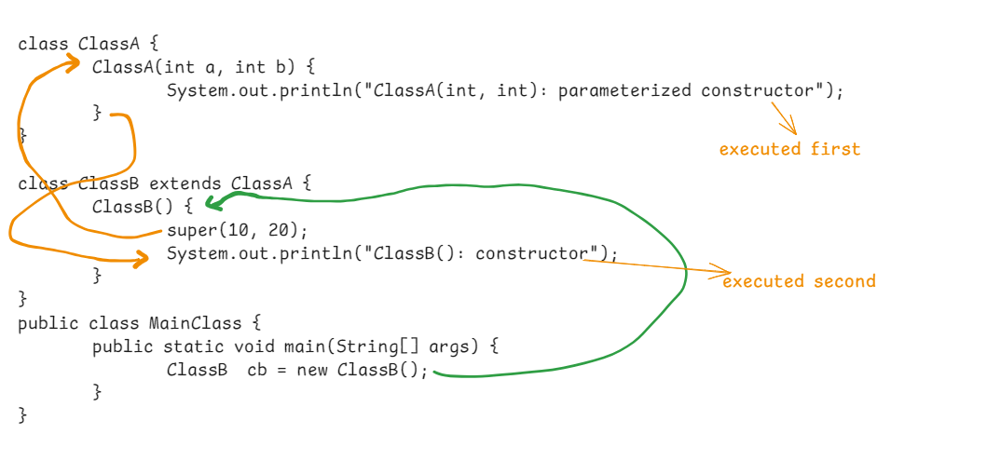 class ClassA {
ClassA(int a, int b) {
System.out.println("ClassA(int, int): parameterized constructor");
}
executed first
}
class ClassB extends ClassA {
ClassB() {
super(10, 20);
System.out.println("ClassB(): constructor");
}
executed second
}
public class MainClass {
public static void main(String[] args) {
ClassB  cb = new ClassB();
}
}